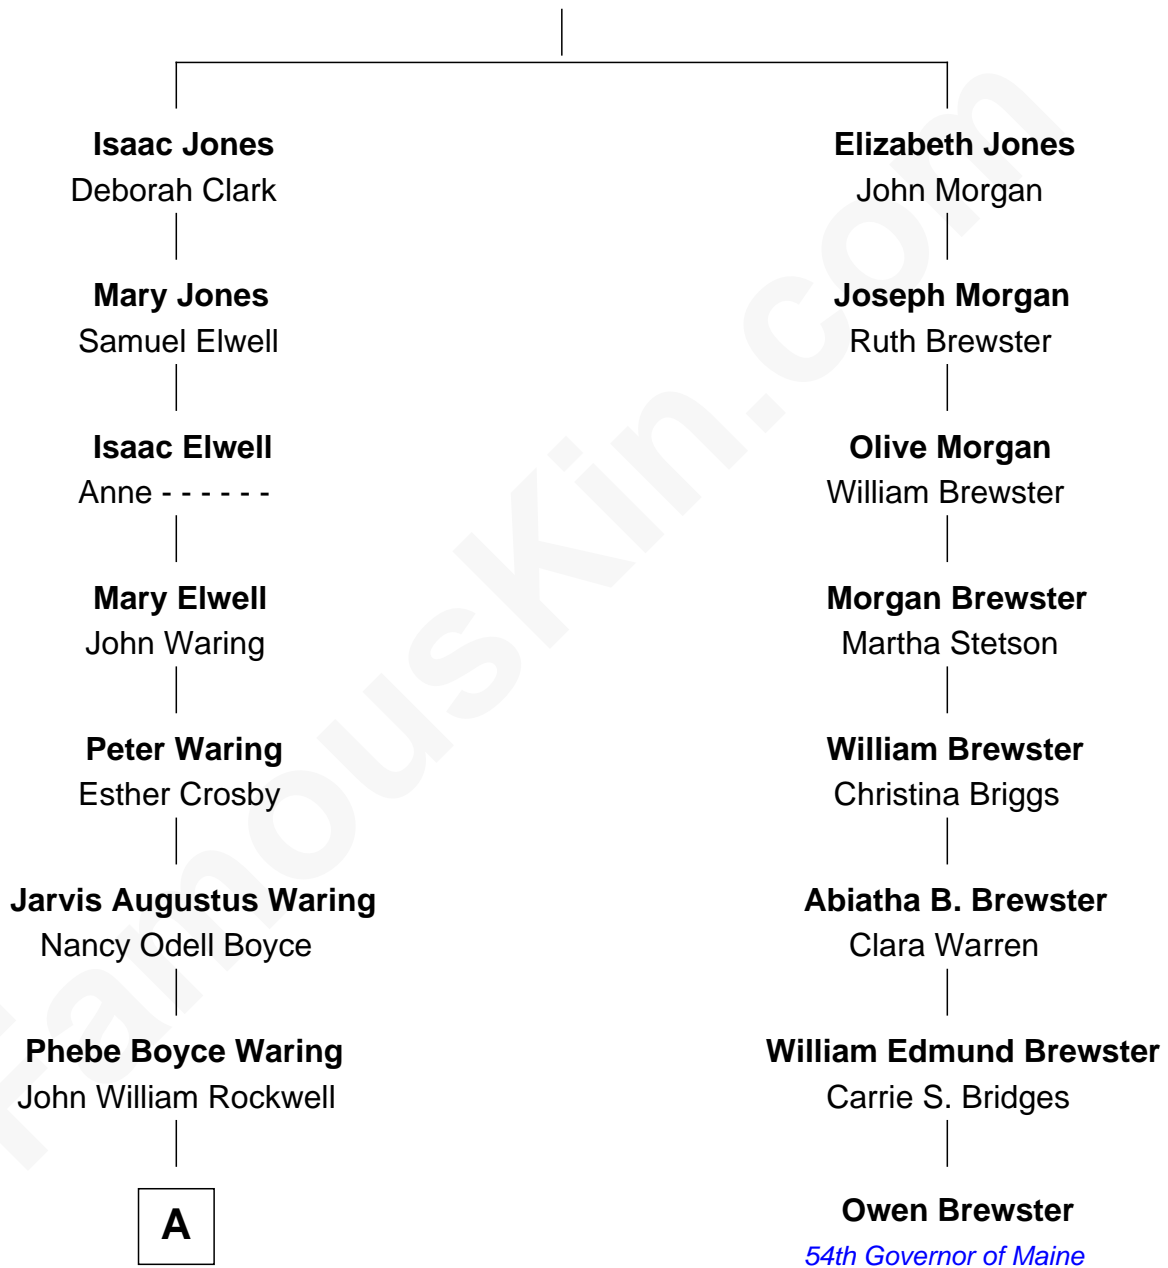 Isaac Jones
Deborah Clark
Mary Jones
Samuel Elwell
Isaac Elwell
Anne - - - - - -
Mary Elwell
John Waring
Peter Waring
Esther Crosby
Jarvis Augustus Waring
Nancy Odell Boyce
Phebe Boyce Waring
John William Rockwell
A
Elizabeth Jones
John Morgan
Joseph Morgan
Ruth Brewster
Olive Morgan
William Brewster
Morgan Brewster
Martha Stetson
William Brewster
Christina Briggs
Abiatha B. Brewster
Clara Warren
William Edmund Brewster
Carrie S. Bridges
Owen Brewster
54th Governor of Maine
FamousKin.com